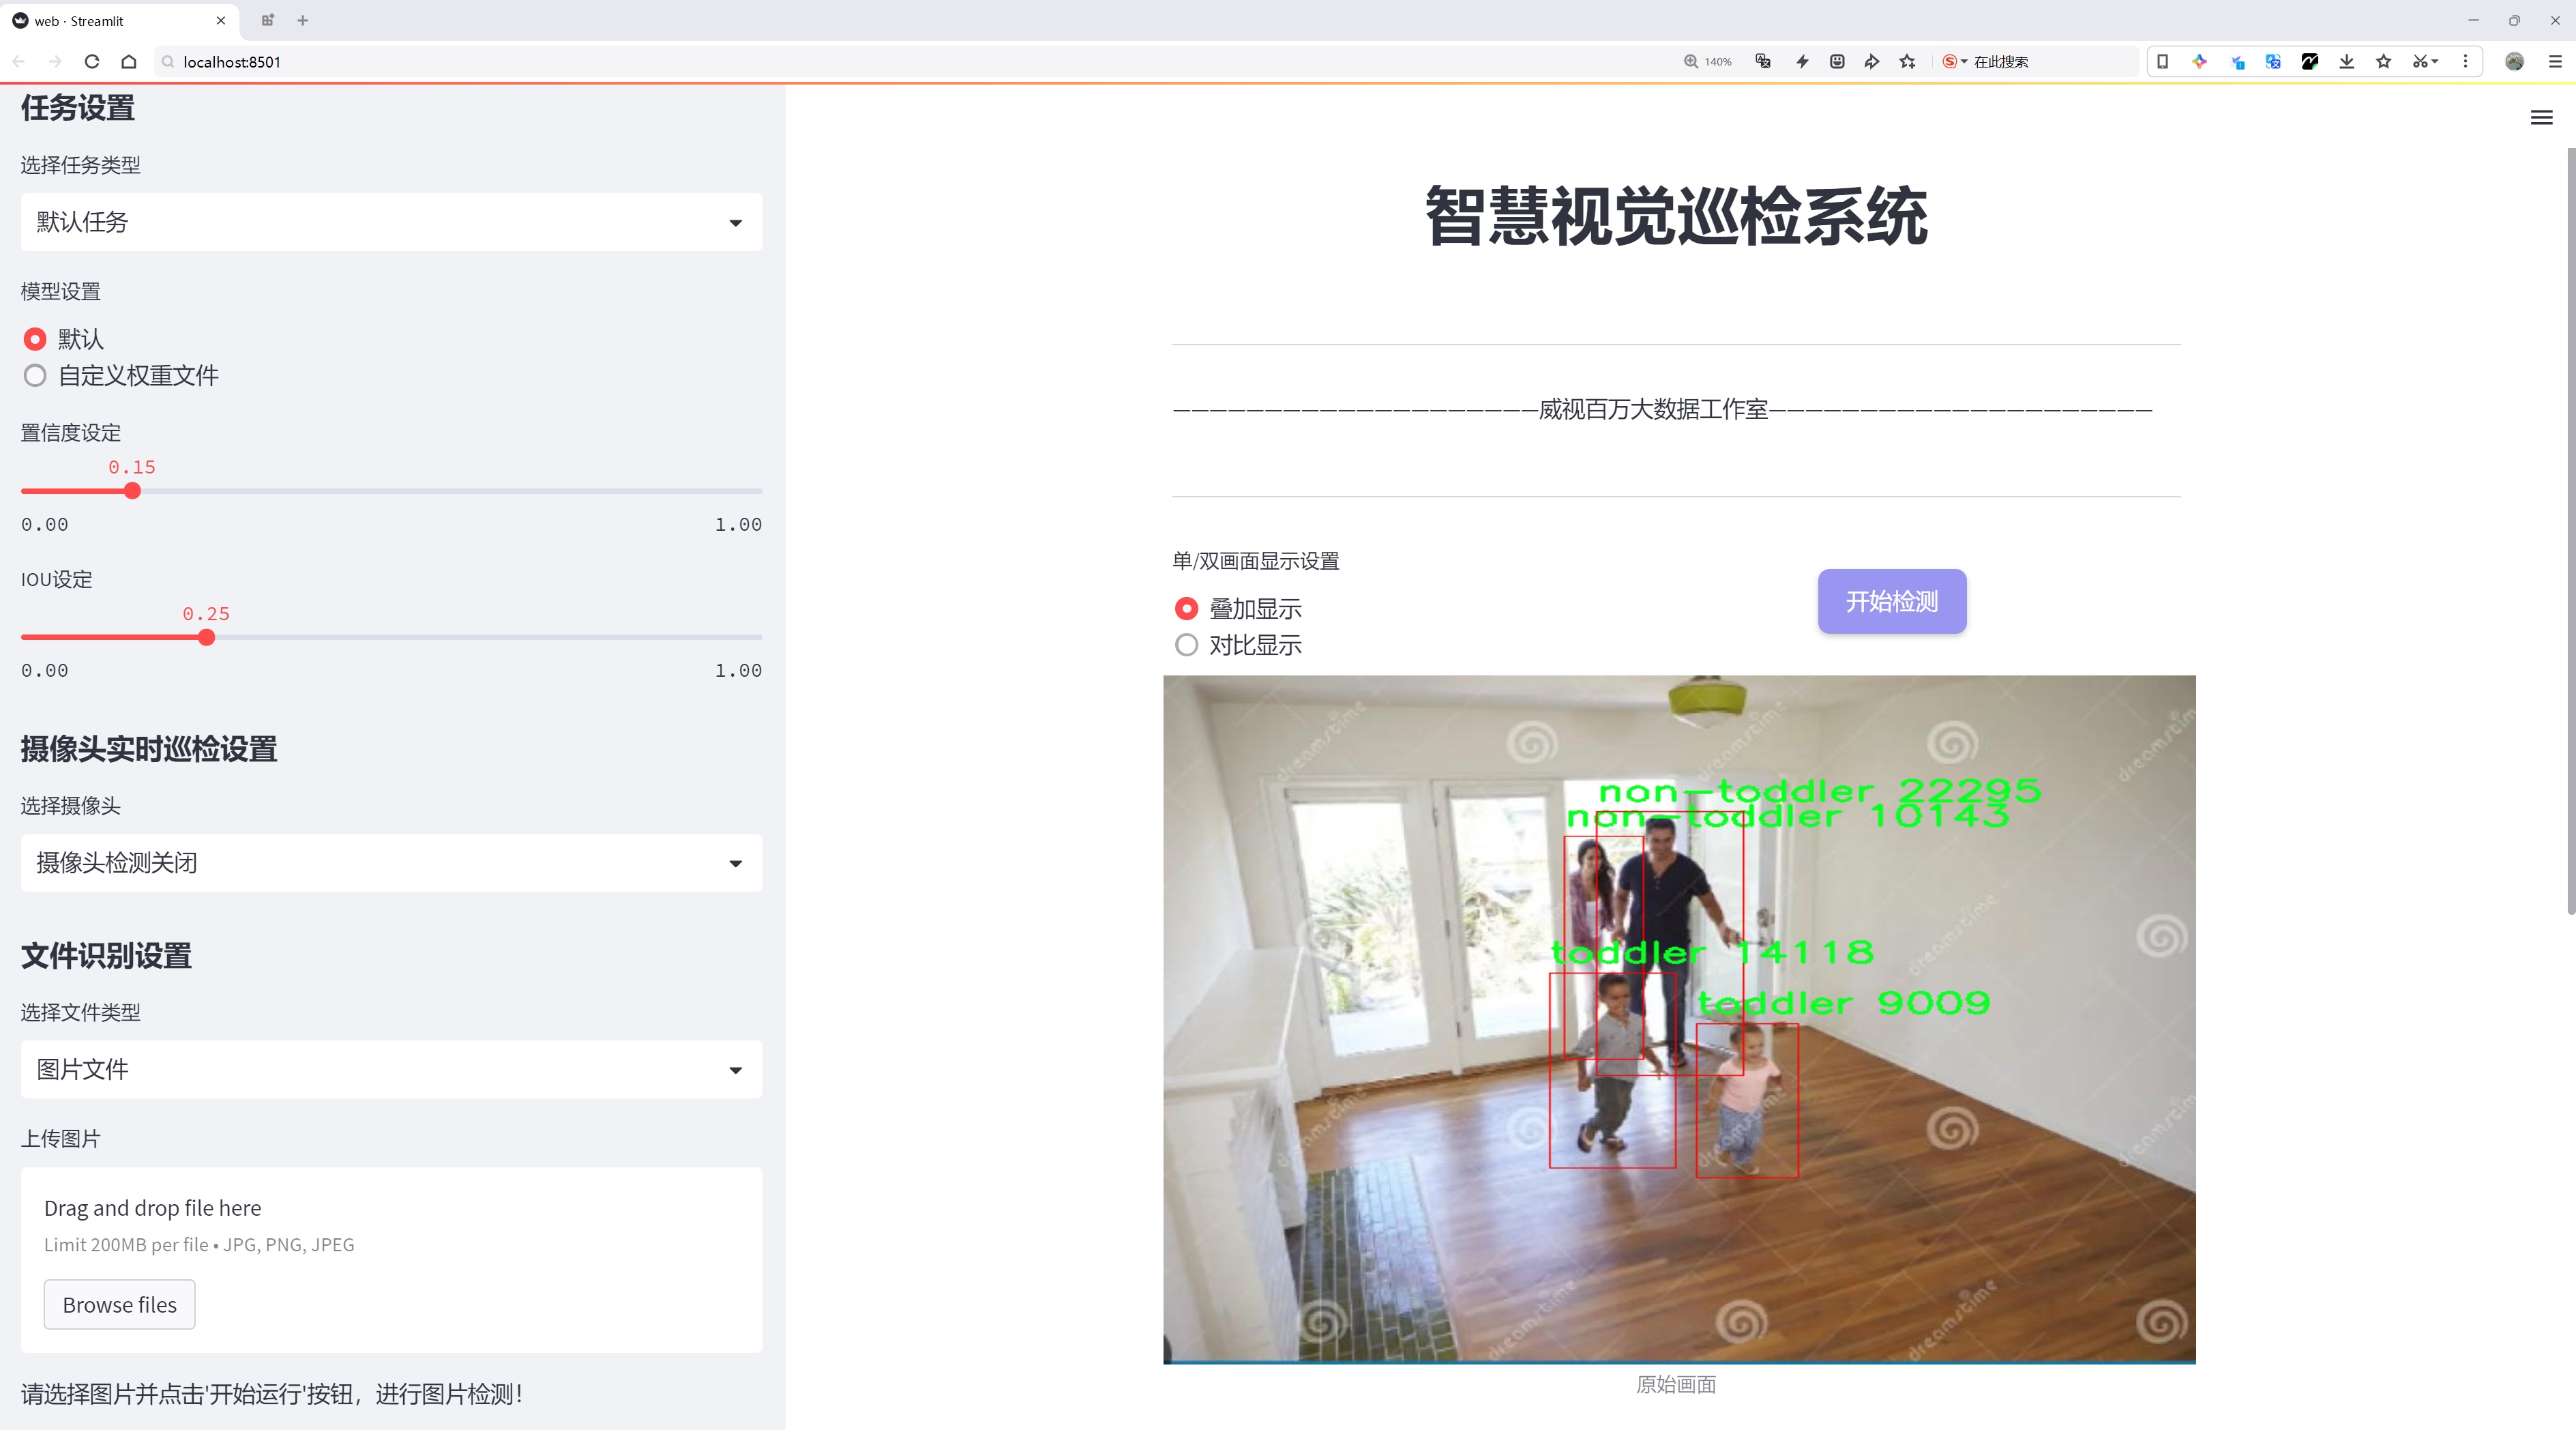 web · Streamlit
localhost:8501
140%
在此搜索
任务设置
选择任务类型
默认任务
模型设置
默认
自定义权重文件
置信度设定
0.15
0.00 1.00
IOU设定
0.25
0.00 1.00
摄像头实时巡检设置
选择摄像头
摄像头检测关闭
文件识别设置
选择文件类型
图片文件
上传图片
Drag and drop file here
Limit 200MB per file • JPG, PNG, JPEG
Browse files
请选择图片并点击'开始运行'按钮，进行图片检测！
智慧视觉巡检系统
—————————————————————威视百万大数据工作室—————————————————————
单/双画面显示设置
叠加显示
对比显示
开始检测
non-toddler 22295
non-toddler 10143
toddler 14118
toddler 9009
dreamstime
dreamstime
dreamstime
dreamstime
dreamstime
dreamstime
dreamstime
dreamstime
dreamstime
原始画面